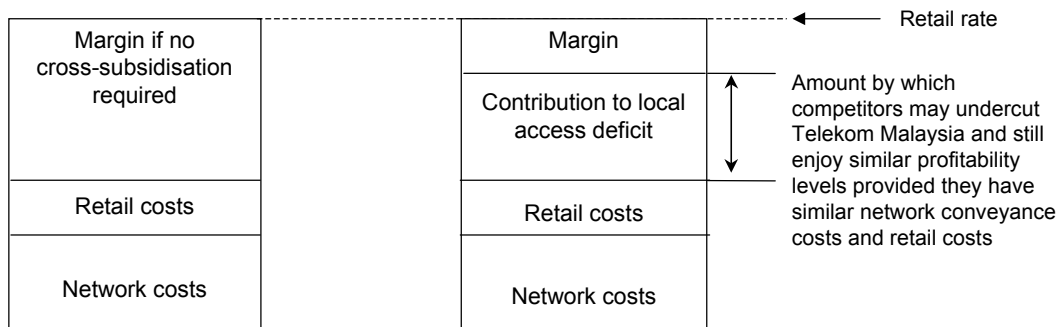 Retail rate
Margin if no
cross-subsidisation
required
Retail costs
Network costs
Margin
Contribution to local
access deficit
Retail costs
Network costs
Amount by which
competitors may undercut
Telekom Malaysia and still
enjoy similar profitability
levels provided they have
similar network conveyance
costs and retail costs